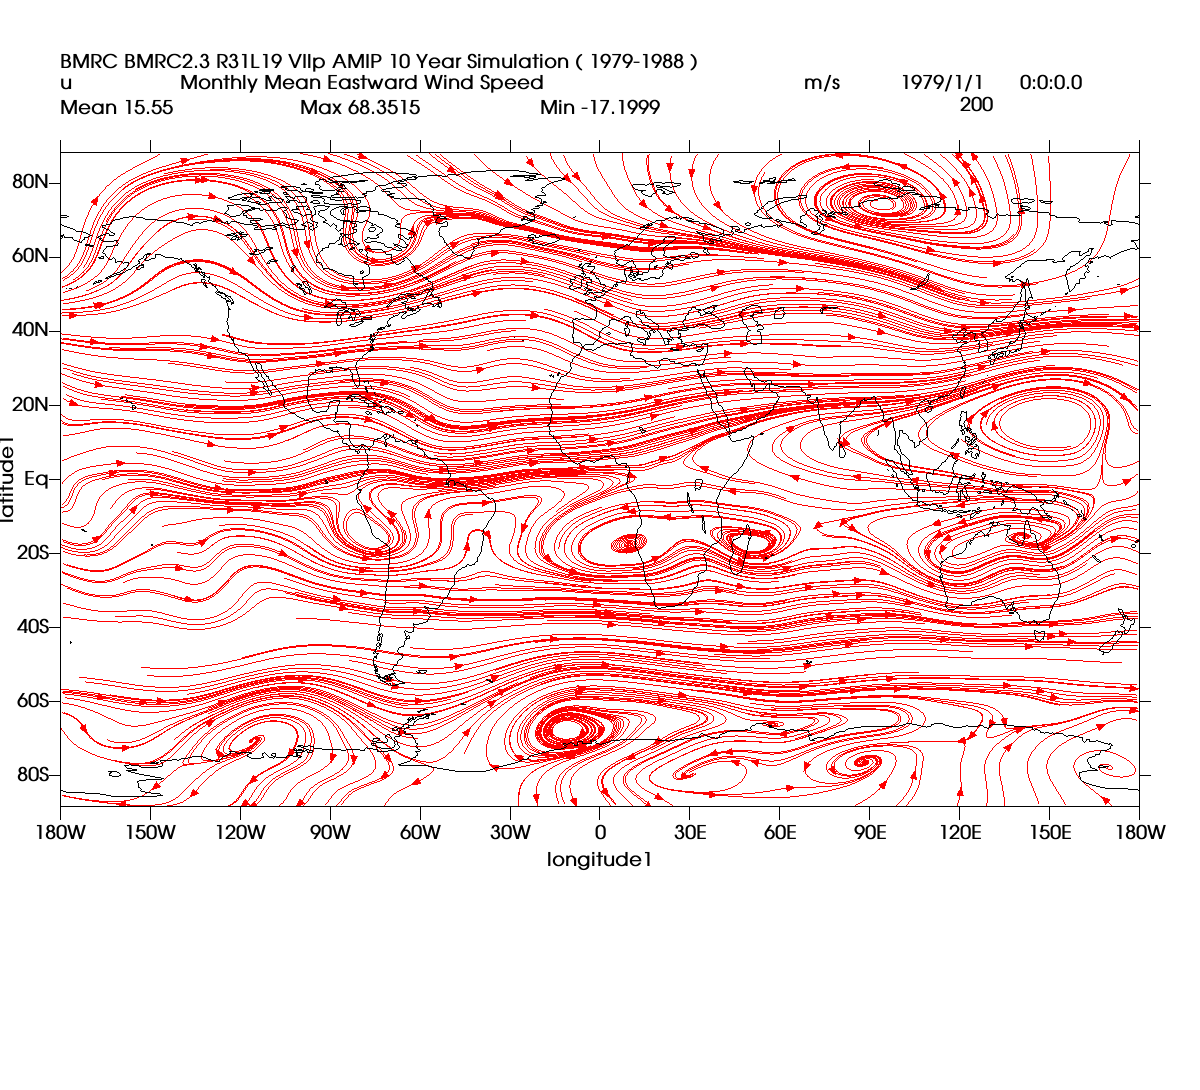 BMRC BMRC2.3 R31L19 VIIp AMIP 10 Year Simulation ( 1979-1988 )
u Monthly Mean Eastward Wind Speed m/s 1979/1/1 0:0:0.0
Mean 15.55 Max 68.3515 Min -17.1999 200
80N
60N
40N
20N
Eq
20S
40S
60S
80S
latitude1
180W 150W 120W 90W 60W 30W 0 30E 60E 90E 120E 150E 180W
longitude1